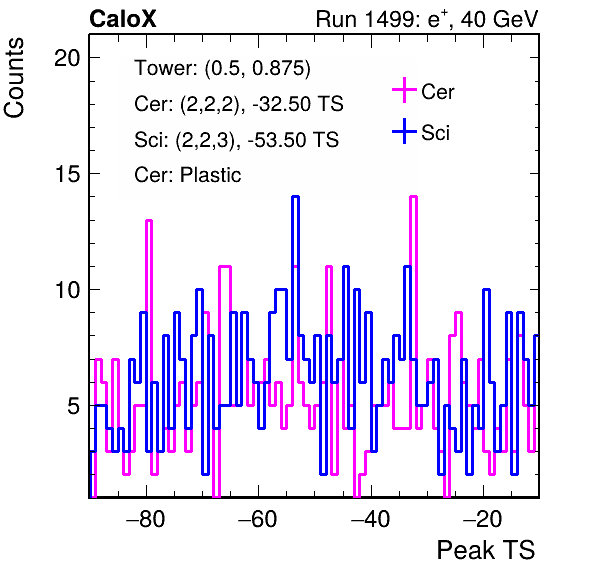 CaloX Run 1499: e⁺, 40 GeV
Counts
Tower: (0.5, 0.875)
Cer: (2,2,2), -32.50 TS
Sci: (2,2,3), -53.50 TS
Cer: Plastic
Cer
Sci
20
15
10
5
−80 −60 −40 −20
Peak TS